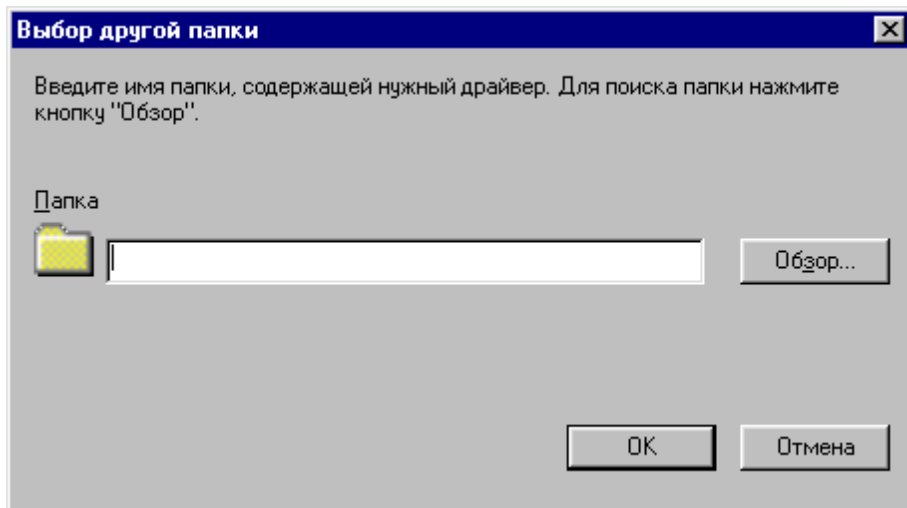 Выбор другой папки
Введите имя папки, содержащей нужный драйвер. Для поиска папки нажмите
кнопку "Обзор".
Папка
Обзор...
OK
Отмена